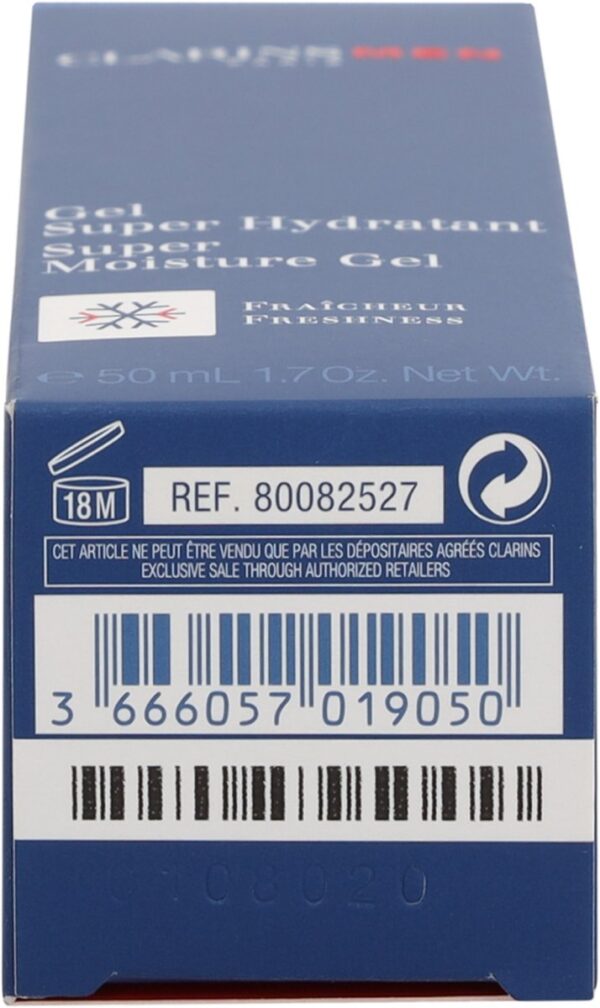 CLARINS MEN
Gel
Super Hydratant
Super
Moisture Gel
FRAÎCHEUR
FRESHNESS
℮ 50 mL 1.7 Oz. Net Wt.
18M
REF. 80082527
CET ARTICLE NE PEUT ÊTRE VENDU QUE PAR LES DÉPOSITAIRES AGRÉÉS CLARINS
EXCLUSIVE SALE THROUGH AUTHORIZED RETAILERS
3 666057 019050